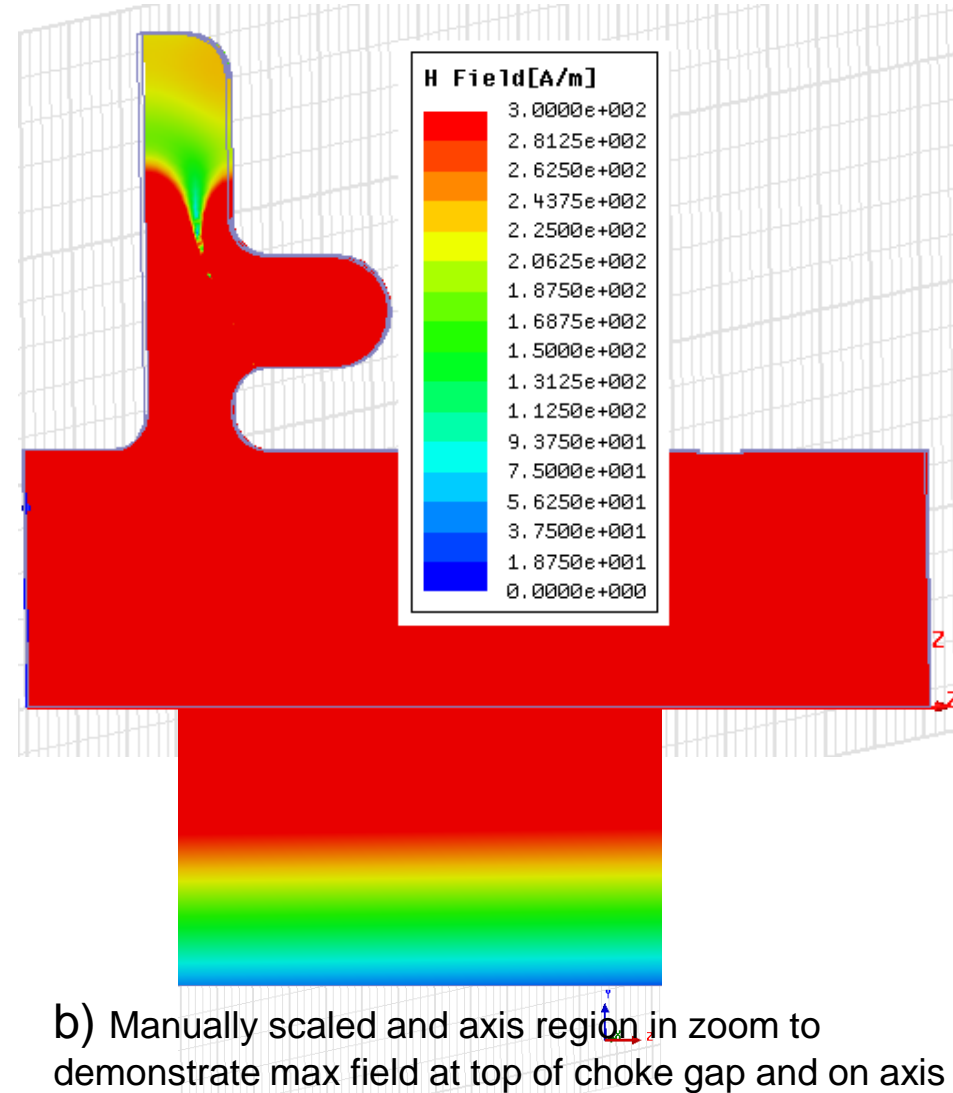 H Field[A/m]
3.0000e+002
2.8125e+002
2.6250e+002
2.4375e+002
2.2500e+002
2.0625e+002
1.8750e+002
1.6875e+002
1.5000e+002
1.3125e+002
1.1250e+002
9.3750e+001
7.5000e+001
5.6250e+001
3.7500e+001
1.8750e+001
0.0000e+000
Z
Z
Y
Z
b) Manually scaled and axis region in zoom to
demonstrate max field at top of choke gap and on axis